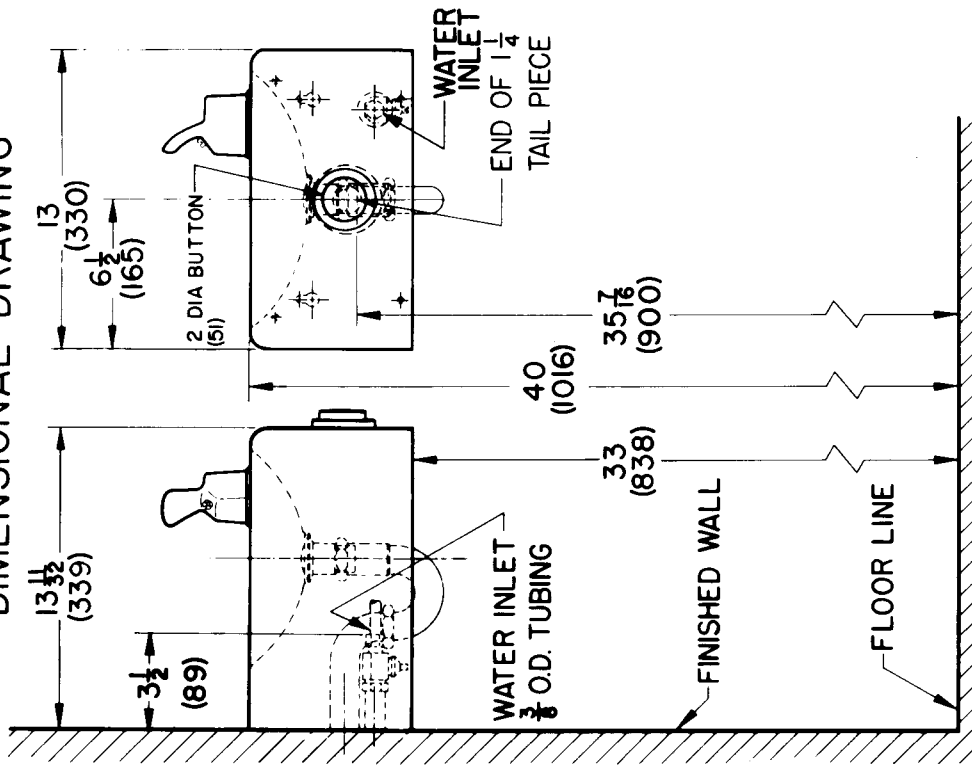 DIMENSIONAL DRAWING
13 11/32
(339)
3 1/2
(89)
WATER INLET
3/8 O.D. TUBING
FINISHED WALL
FLOOR LINE
33
(838)
40
(1016)
35 7/16
(900)
13
(330)
6 1/2
(165)
2 DIA BUTTON
(51)
WATER
INLET
END OF 1 1/4
TAIL PIECE